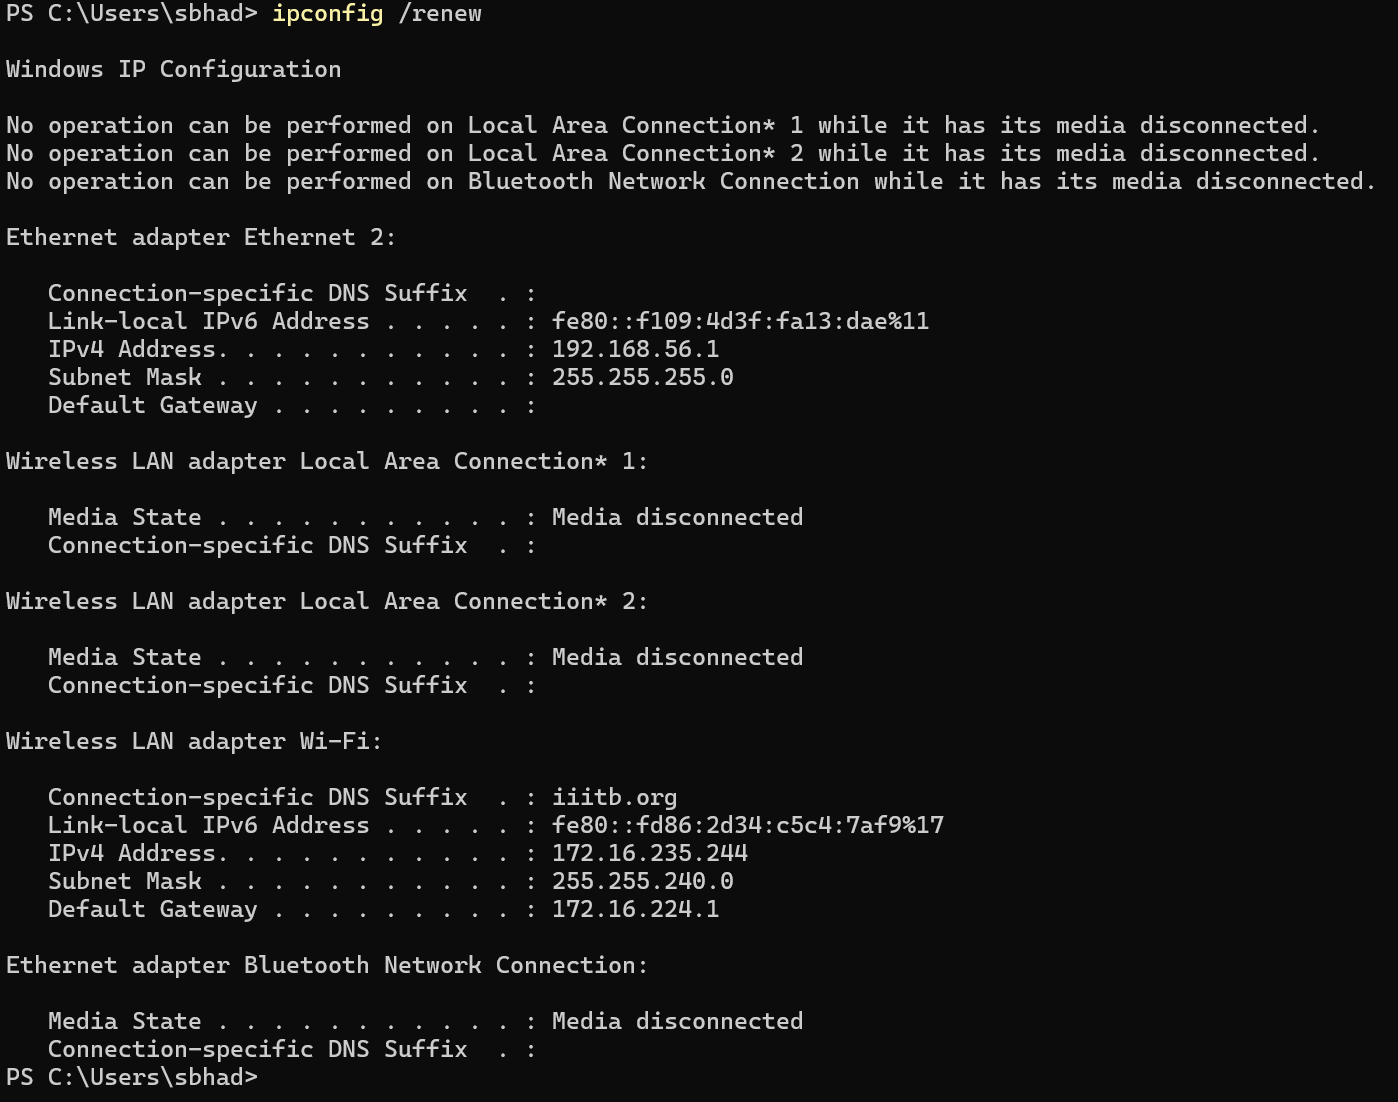 PS C:\Users\sbhad> ipconfig /renew
Windows IP Configuration
No operation can be performed on Local Area Connection* 1 while it has its media disconnected.
No operation can be performed on Local Area Connection* 2 while it has its media disconnected.
No operation can be performed on Bluetooth Network Connection while it has its media disconnected.
Ethernet adapter Ethernet 2:
   Connection-specific DNS Suffix  . :
   Link-local IPv6 Address . . . . . : fe80::f109:4d3f:fa13:dae%11
   IPv4 Address. . . . . . . . . . . : 192.168.56.1
   Subnet Mask . . . . . . . . . . . : 255.255.255.0
   Default Gateway . . . . . . . . . :
Wireless LAN adapter Local Area Connection* 1:
   Media State . . . . . . . . . . . : Media disconnected
   Connection-specific DNS Suffix  . :
Wireless LAN adapter Local Area Connection* 2:
   Media State . . . . . . . . . . . : Media disconnected
   Connection-specific DNS Suffix  . :
Wireless LAN adapter Wi-Fi:
   Connection-specific DNS Suffix  . : iiitb.org
   Link-local IPv6 Address . . . . . : fe80::fd86:2d34:c5c4:7af9%17
   IPv4 Address. . . . . . . . . . . : 172.16.235.244
   Subnet Mask . . . . . . . . . . . : 255.255.240.0
   Default Gateway . . . . . . . . . : 172.16.224.1
Ethernet adapter Bluetooth Network Connection:
   Media State . . . . . . . . . . . : Media disconnected
   Connection-specific DNS Suffix  . :
PS C:\Users\sbhad>